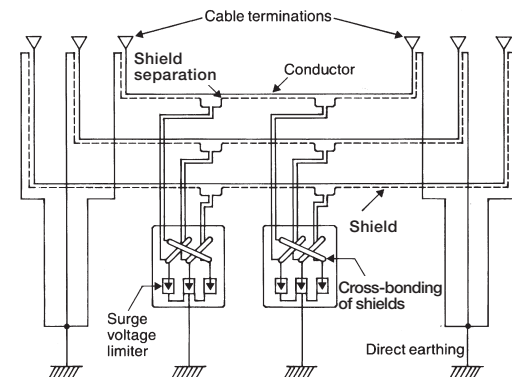 Cable terminations
Shield
separation
Conductor
Shield
Cross-bonding
of shields
Surge
voltage
limiter
Direct earthing